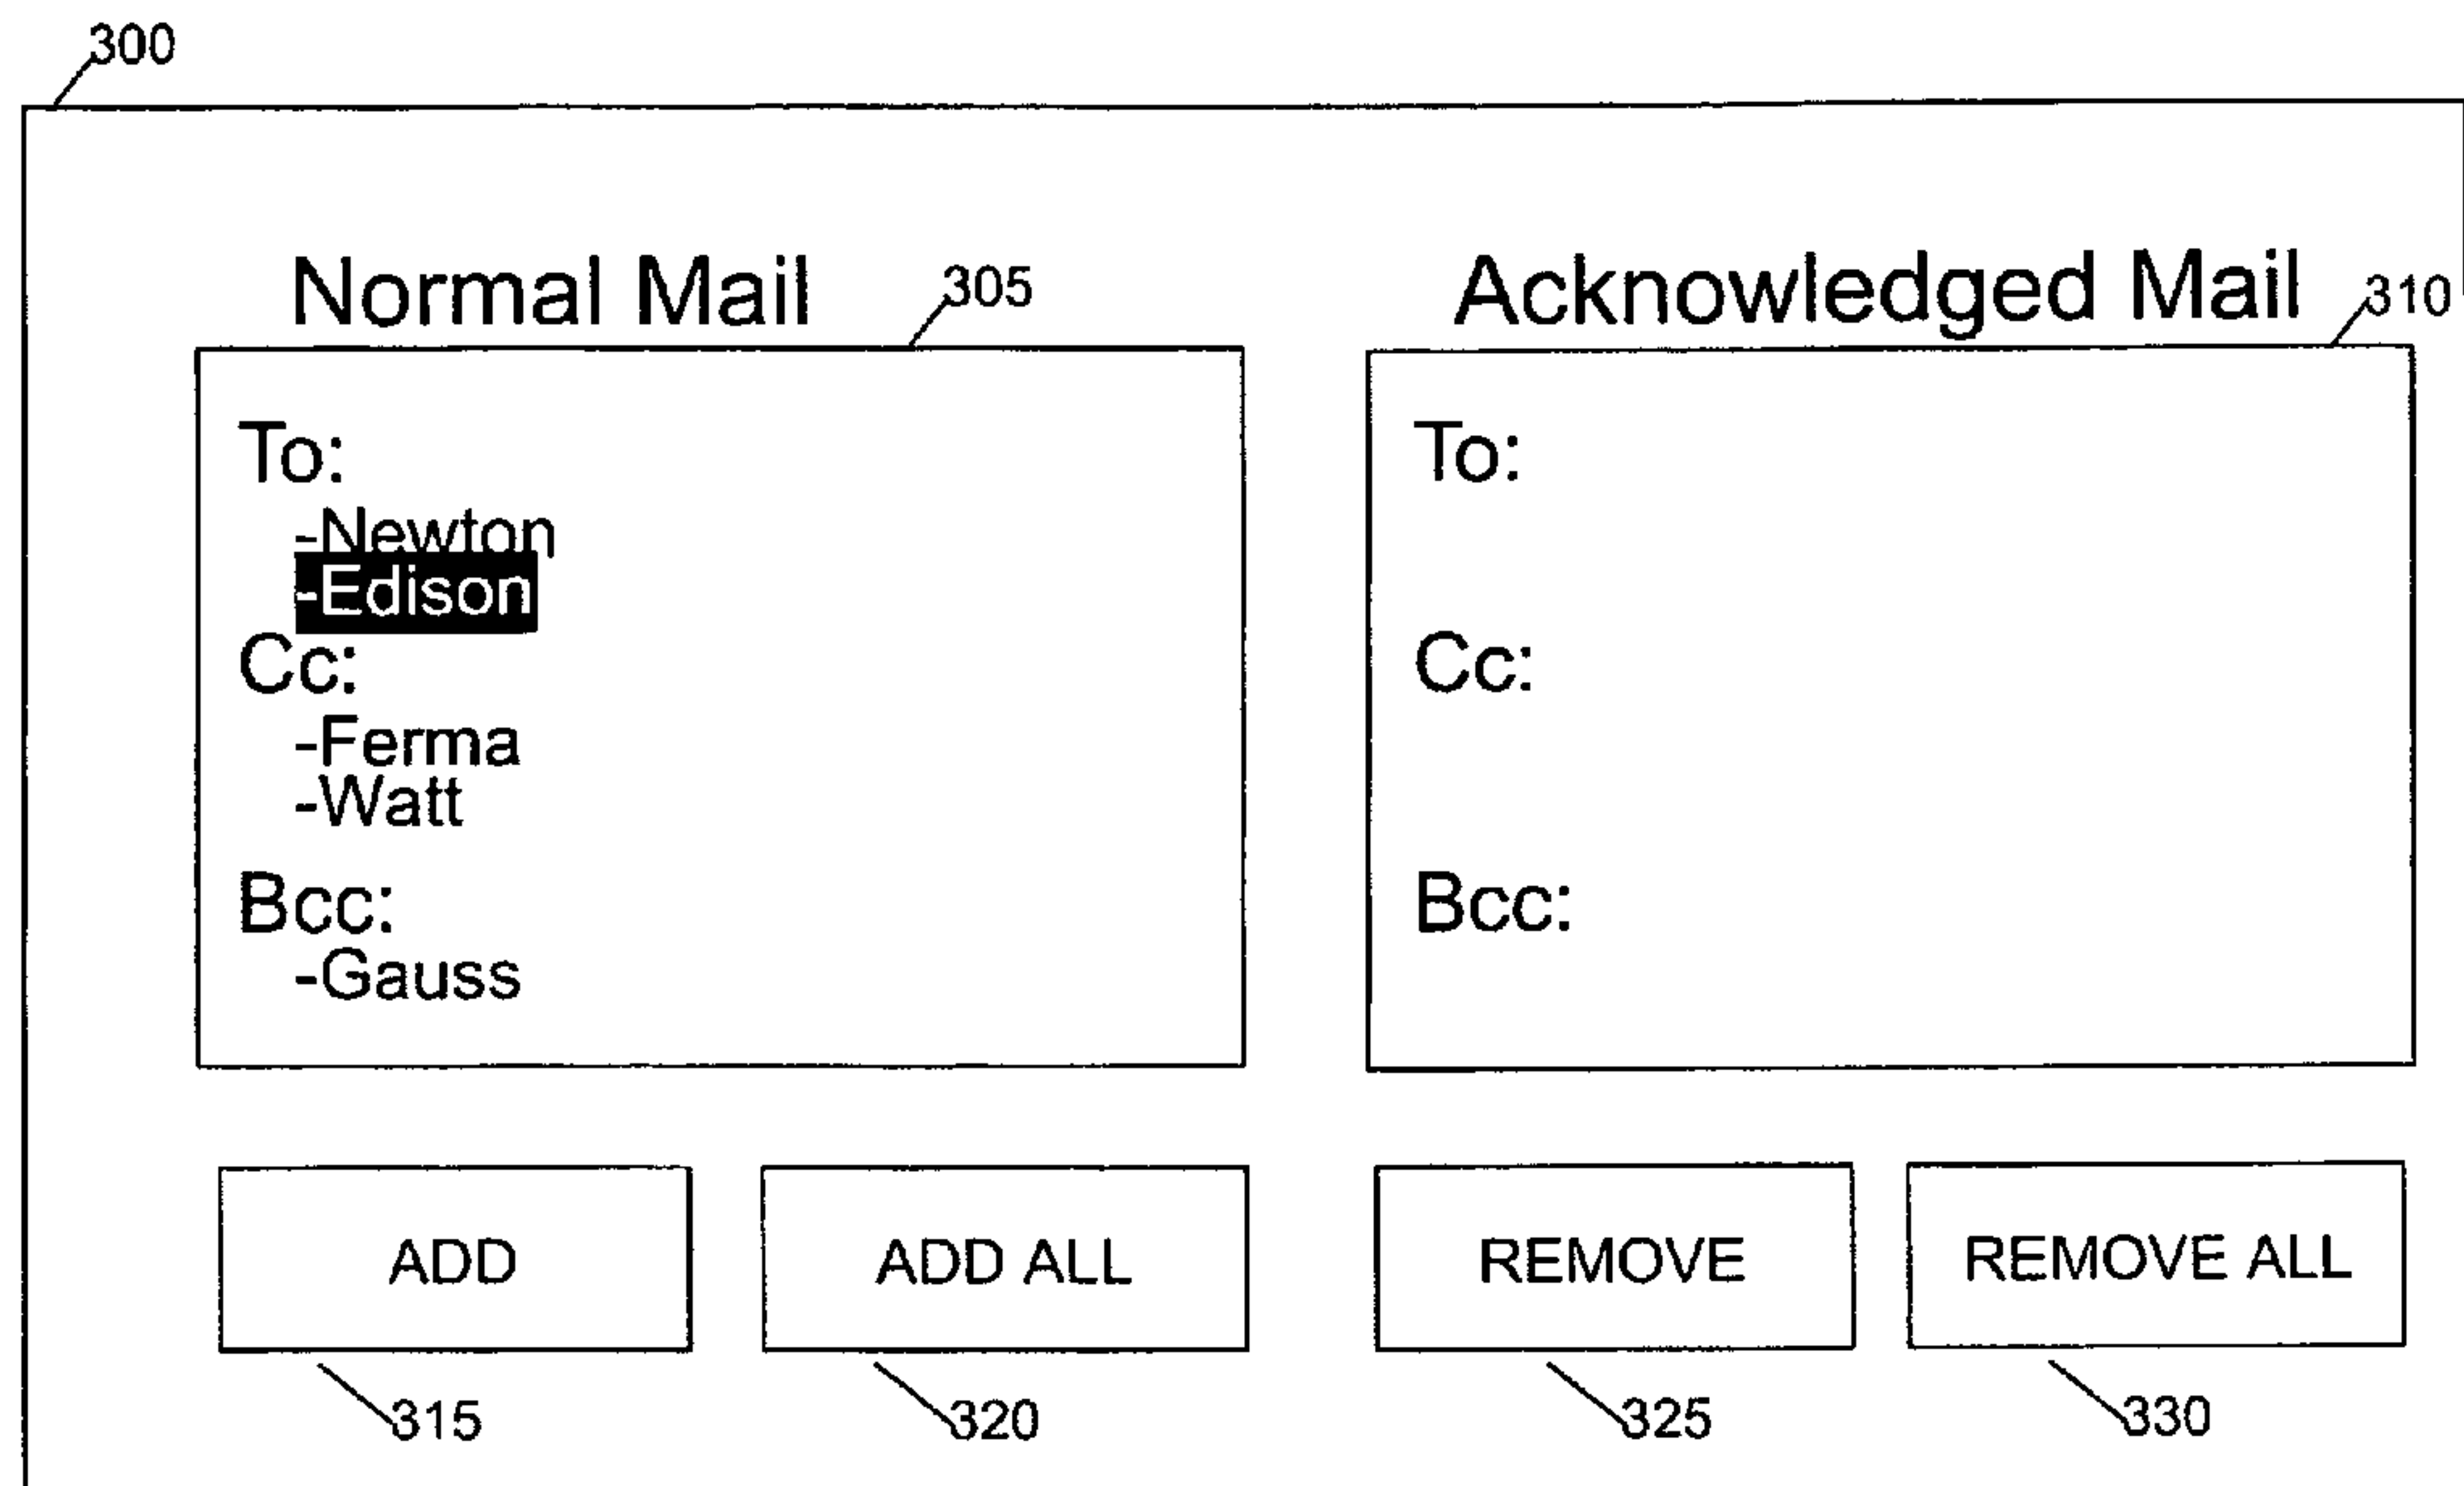 300
Normal Mail
305
Acknowledged Mail
310
To:
-Newton
-Edison
Cc:
-Ferma
-Watt
Bcc:
-Gauss
To:
Cc:
Bcc:
ADD
ADD ALL
REMOVE
REMOVE ALL
315
320
325
330